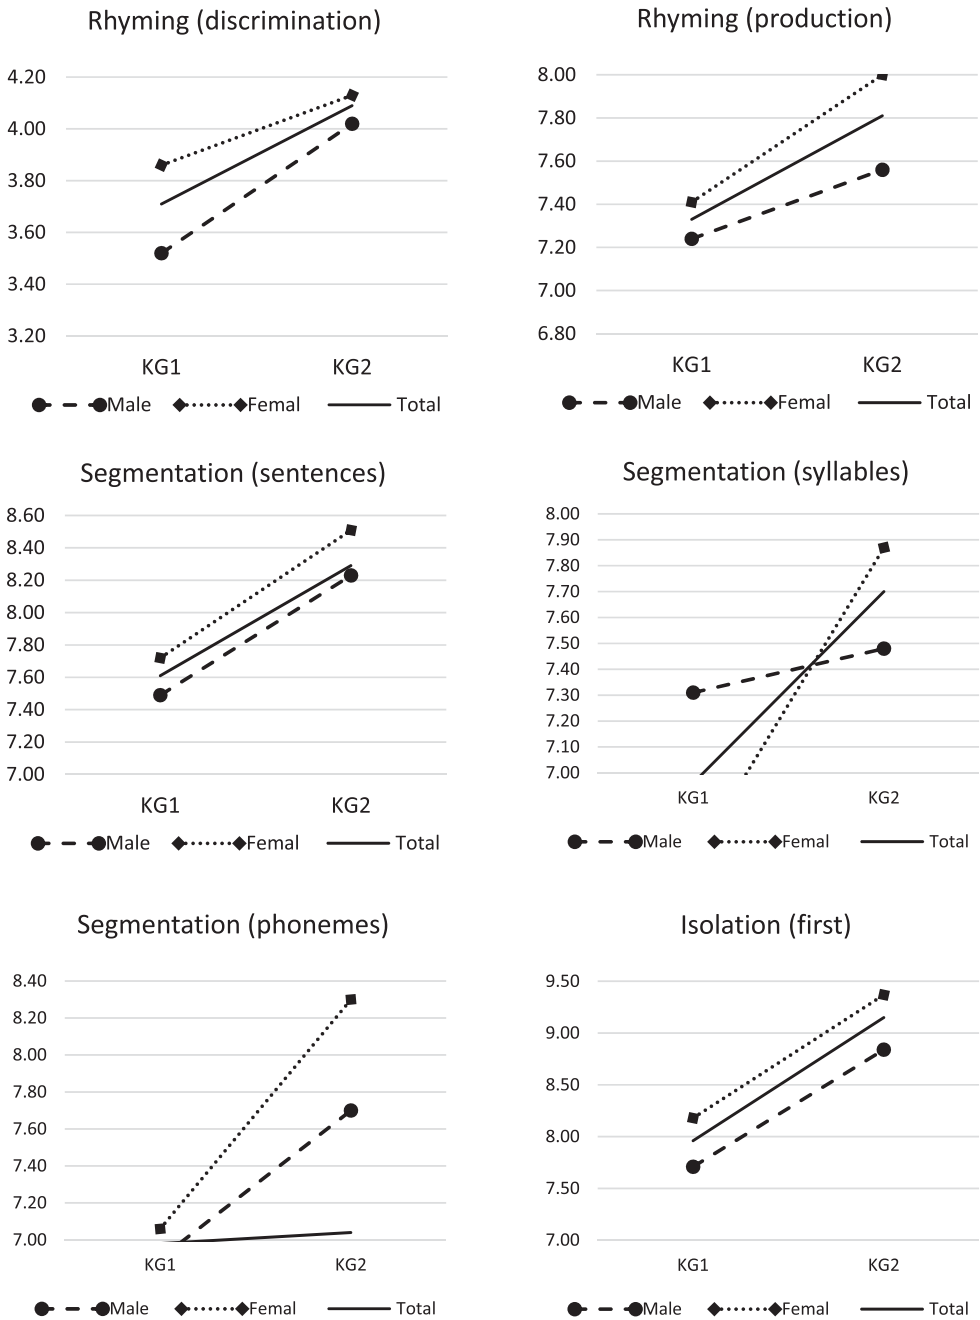 Rhyming (discrimination)
4.20
4.00
3.80
3.60
3.40
3.20
KG1 KG2
Male Femal Total
Rhyming (production)
8.00
7.80
7.60
7.40
7.20
7.00
6.80
KG1 KG2
Male Femal Total
Segmentation (sentences)
8.60
8.40
8.20
8.00
7.80
7.60
7.40
7.20
7.00
KG1 KG2
Male Femal Total
Segmentation (syllables)
8.00
7.90
7.80
7.70
7.60
7.50
7.40
7.30
7.20
7.10
7.00
KG1 KG2
Male Femal Total
Segmentation (phonemes)
8.40
8.20
8.00
7.80
7.60
7.40
7.20
7.00
KG1 KG2
Male Femal Total
Isolation (first)
9.50
9.00
8.50
8.00
7.50
7.00
KG1 KG2
Male Femal Total